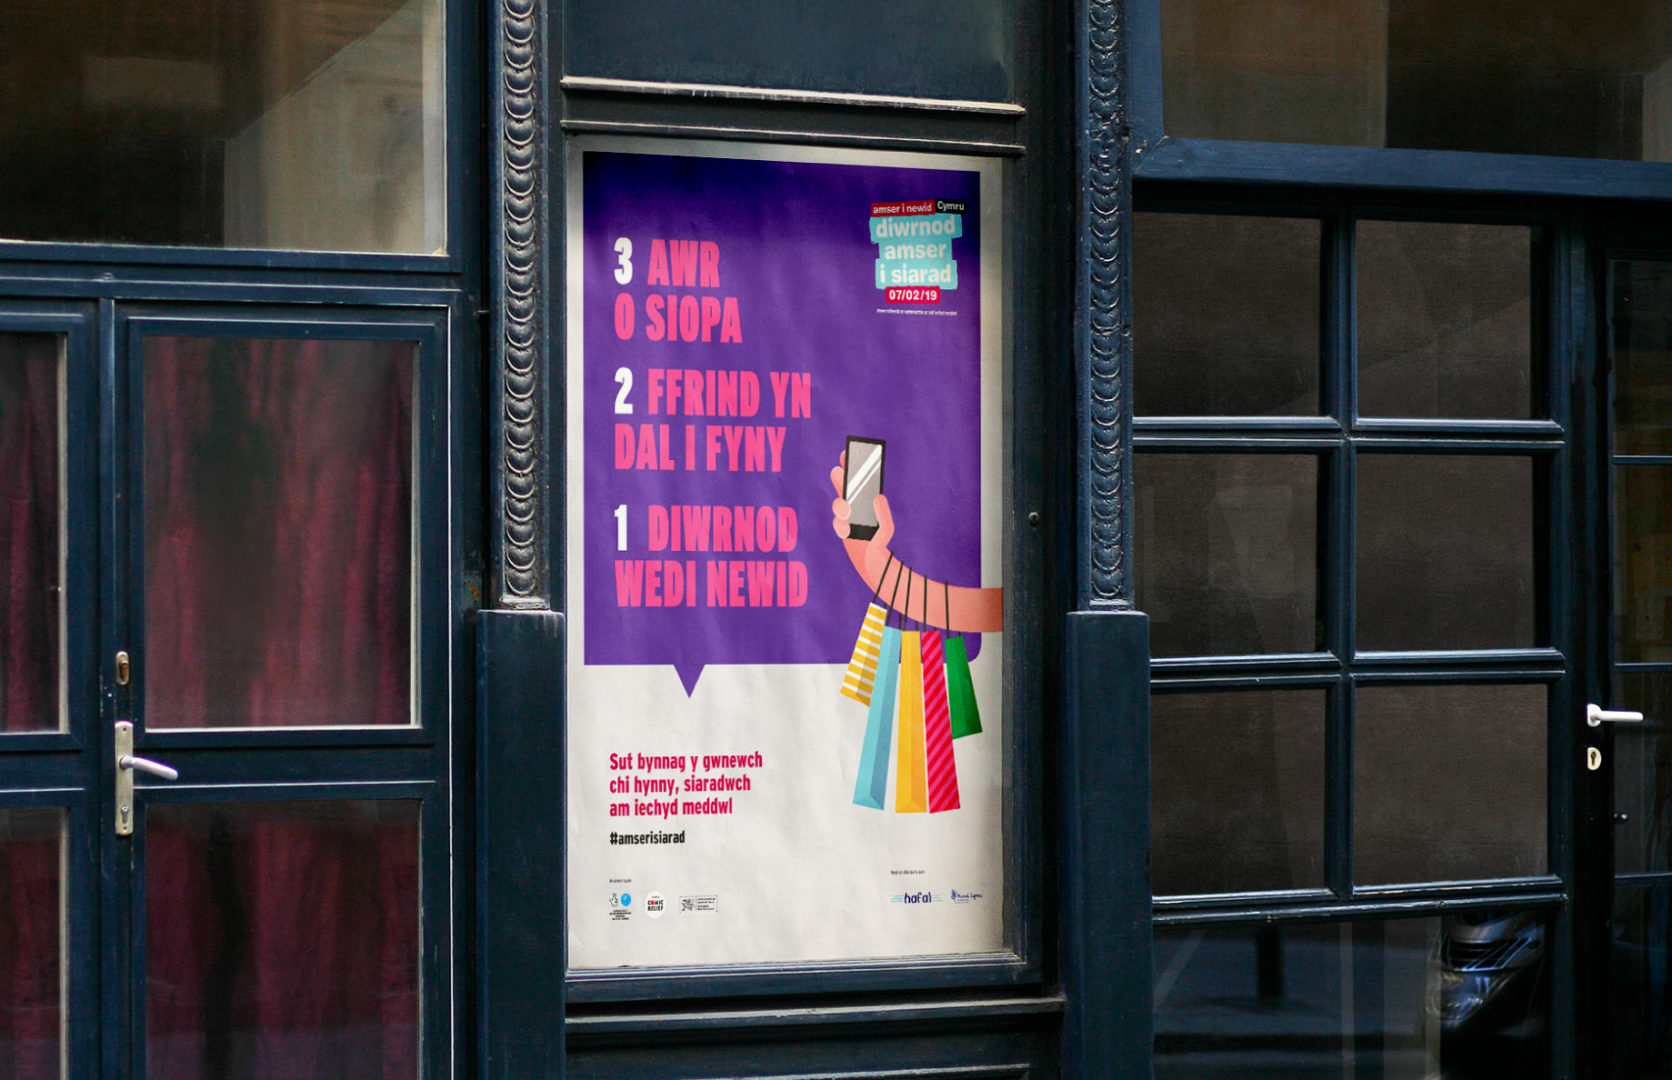 amser i newid Cymru
diwrnod
amser
i siarad
07/02/19
3 AWR
O SIOPA
2 FFRIND YN
DAL I FYNY
1 DIWRNOD
WEDI NEWID
Sut bynnag y gwnewch
chi hynny, siaradwch
am iechyd meddwl
#amserisiarad
COMIC
RELIEF
hafal